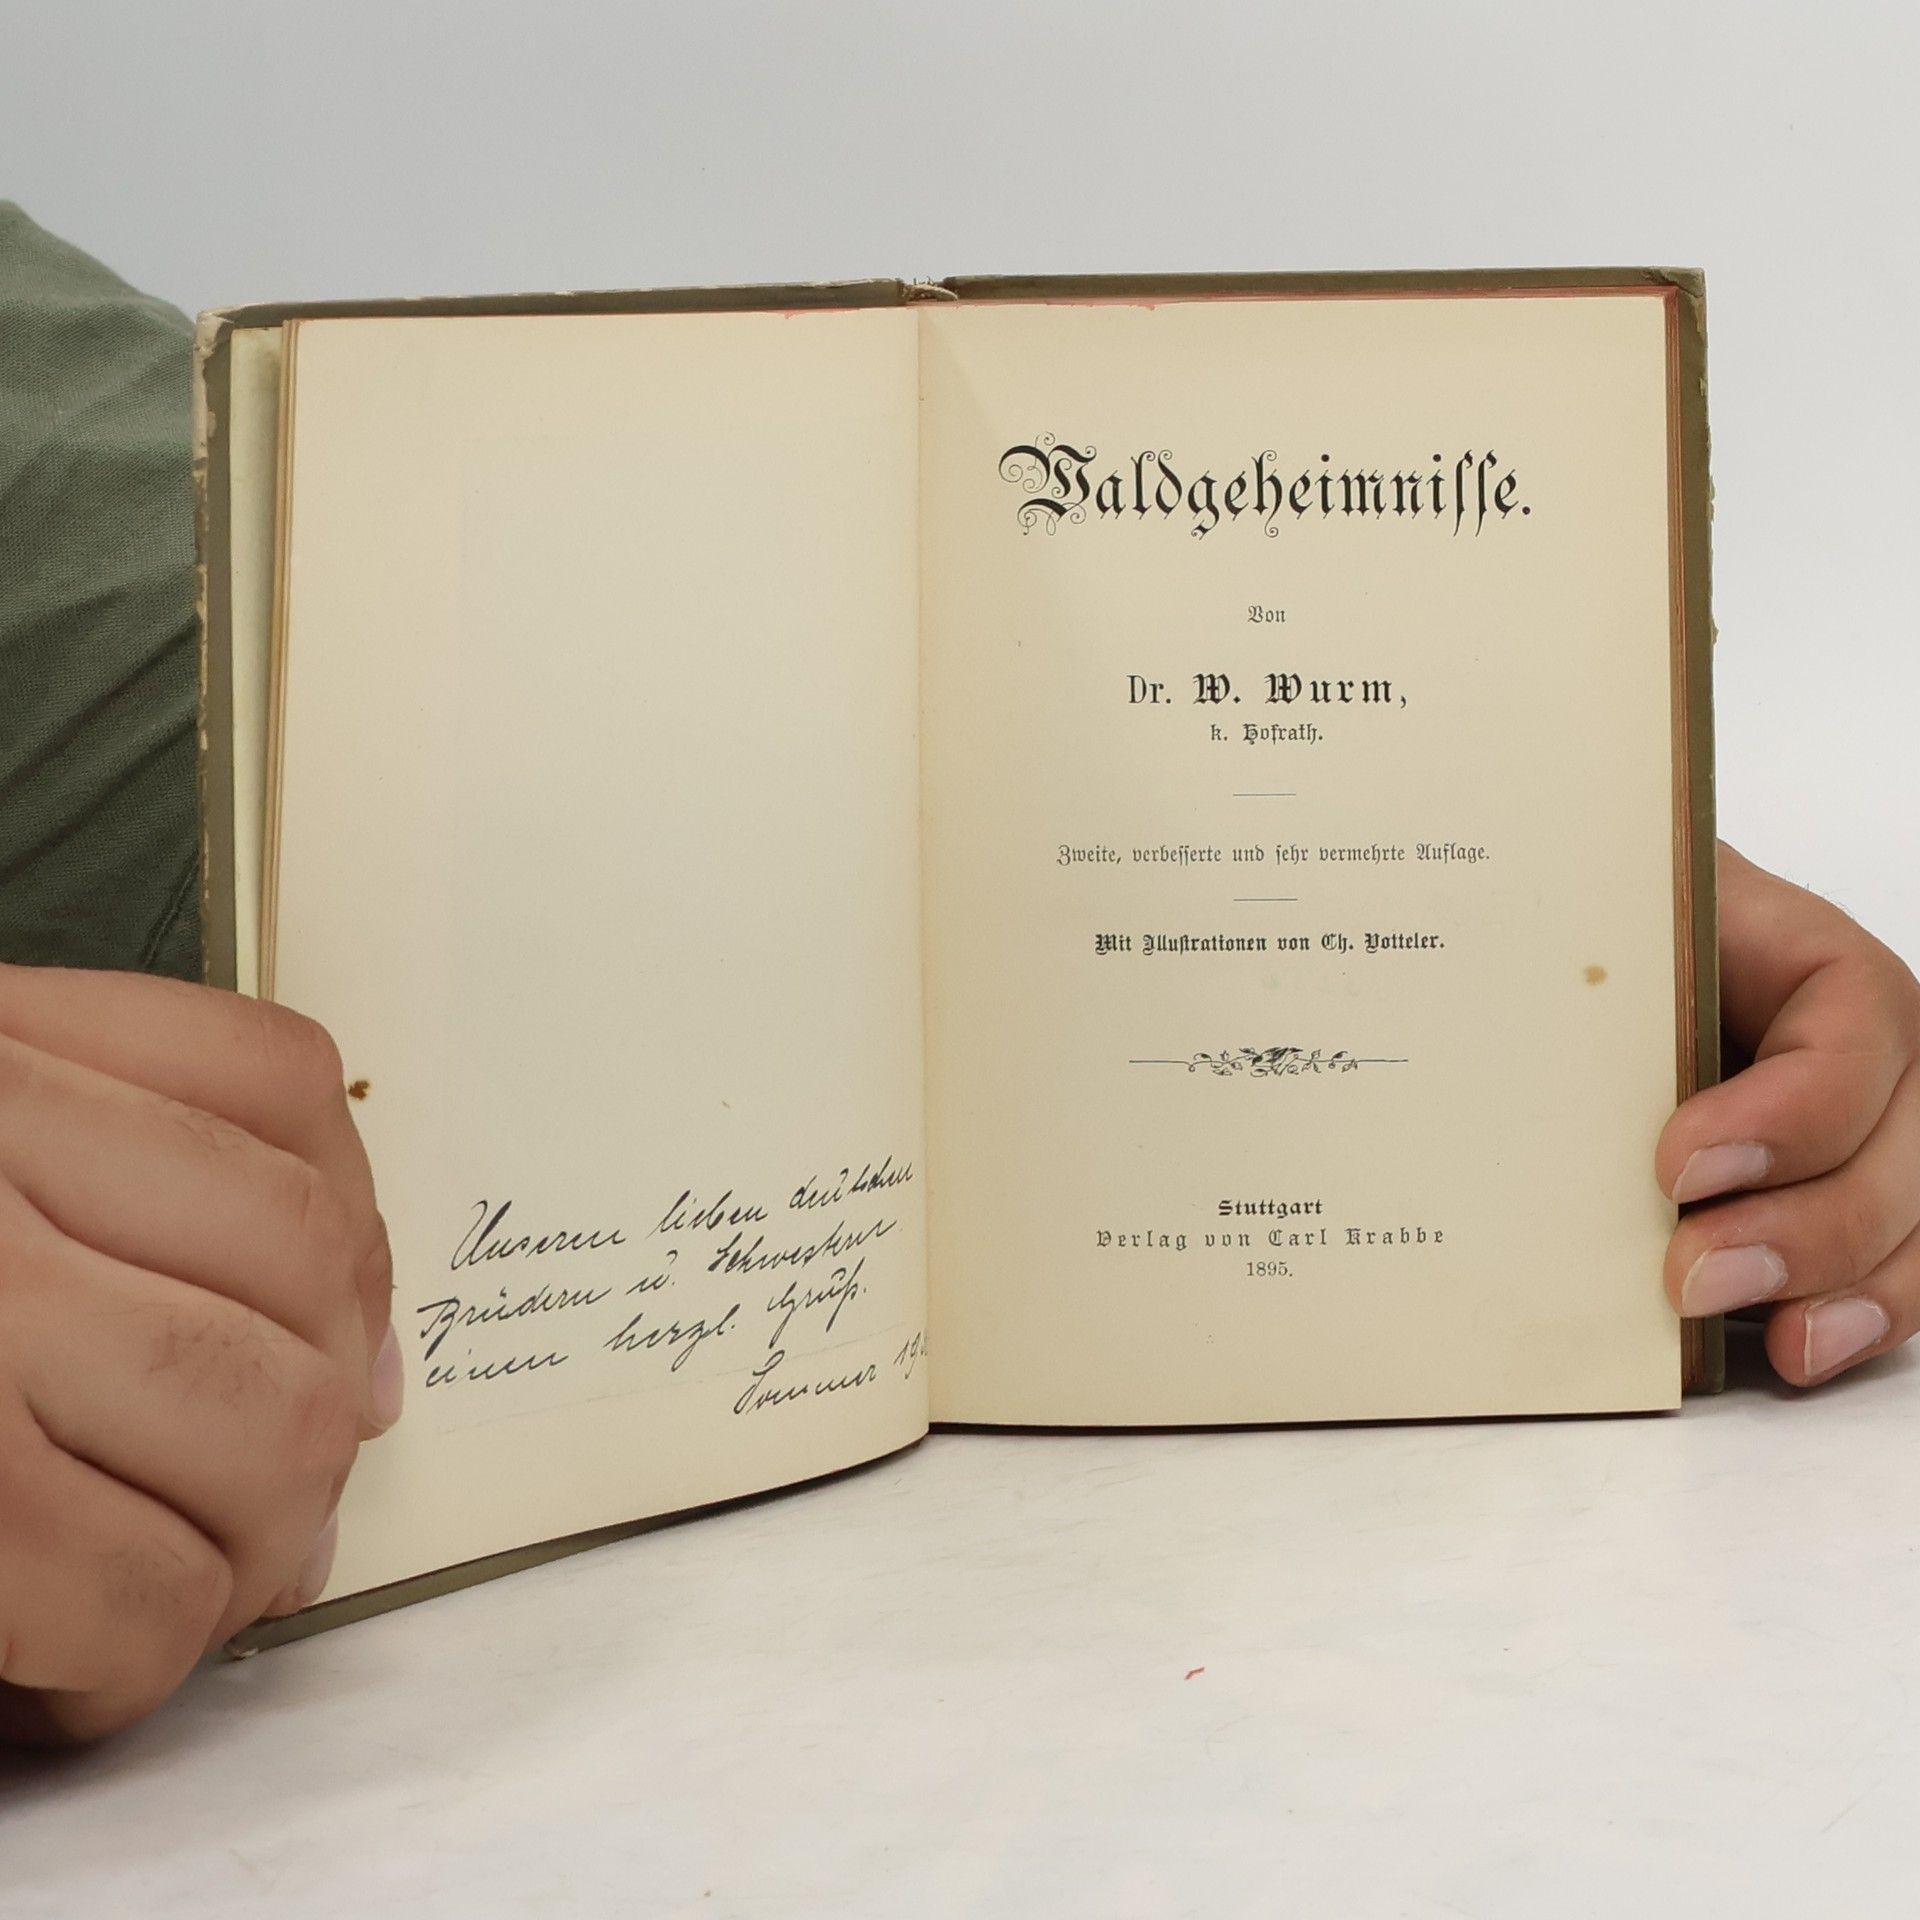 Unseren lieben deutschen
Brüdern u. Schwestern
einen herzl. Gruß.
Sommer
Waldgeheimnisse.
Von
Dr. W. Wurm,
k. Hofrath.
Zweite, verbesserte und sehr vermehrte Auflage.
Mit Illustrationen von Ch. Votteler.
Stuttgart
Verlag von Carl Krabbe
1895.